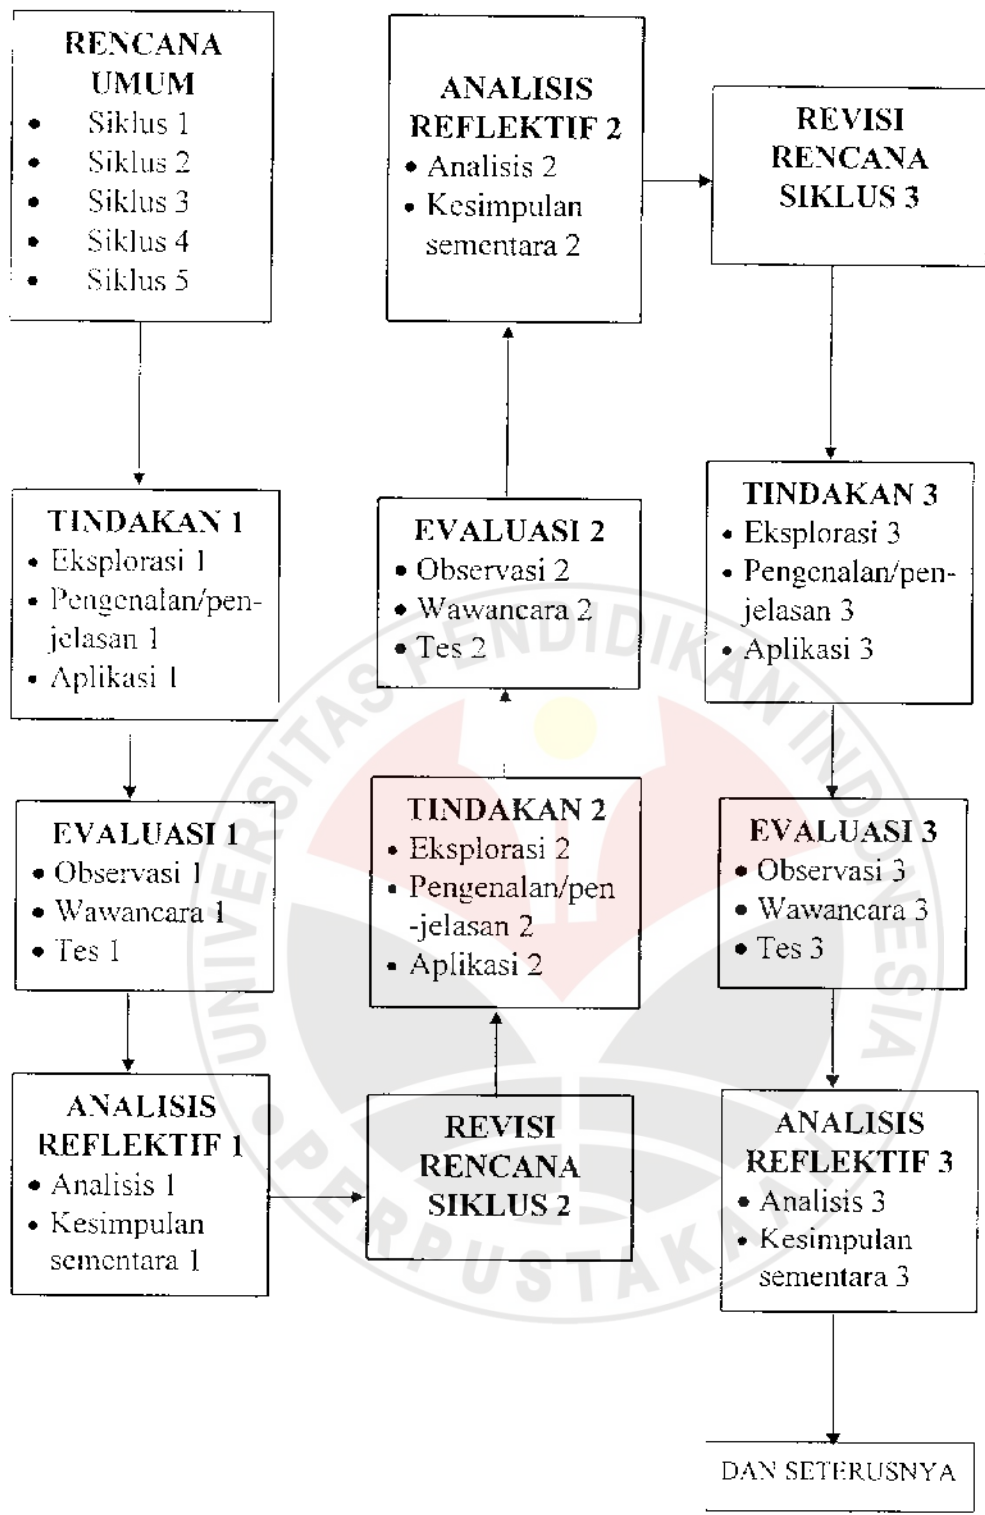 RENCANA
UMUM
• Siklus 1
• Siklus 2
• Siklus 3
• Siklus 4
• Siklus 5
TINDAKAN 1
• Eksplorasi 1
• Pengenalan/pen-
jelasan 1
• Aplikasi 1
EVALUASI 1
• Observasi 1
• Wawancara 1
• Tes 1
ANALISIS
REFLEKTIF 1
• Analisis 1
• Kesimpulan
sementara 1
REVISI
RENCANA
SIKLUS 2
TINDAKAN 2
• Eksplorasi 2
• Pengenalan/pen
-jelasan 2
• Aplikasi 2
EVALUASI 2
• Observasi 2
• Wawancara 2
• Tes 2
ANALISIS
REFLEKTIF 2
• Analisis 2
• Kesimpulan
sementara 2
REVISI
RENCANA
SIKLUS 3
TINDAKAN 3
• Eksplorasi 3
• Pengenalan/pen-
jelasan 3
• Aplikasi 3
EVALUASI 3
• Observasi 3
• Wawancara 3
• Tes 3
ANALISIS
REFLEKTIF 3
• Analisis 3
• Kesimpulan
sementara 3
DAN SETERUSNYA
UNIVERSITAS PENDIDIKAN INDONESIA
PERPUSTAKAAN